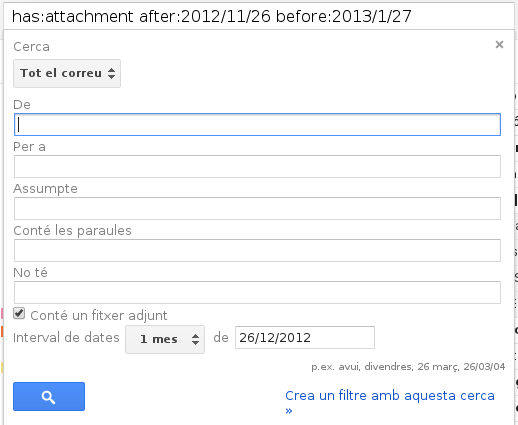 has:attachment after:2012/11/26 before:2013/1/27
Cerca
Tot el correu
De
Per a
Assumpte
Conté les paraules
No té
Conté un fitxer adjunt
Interval de dates 1 mes de 26/12/2012
p.ex. avui, divendres, 26 març, 26/03/04
Crea un filtre amb aquesta cerca
»